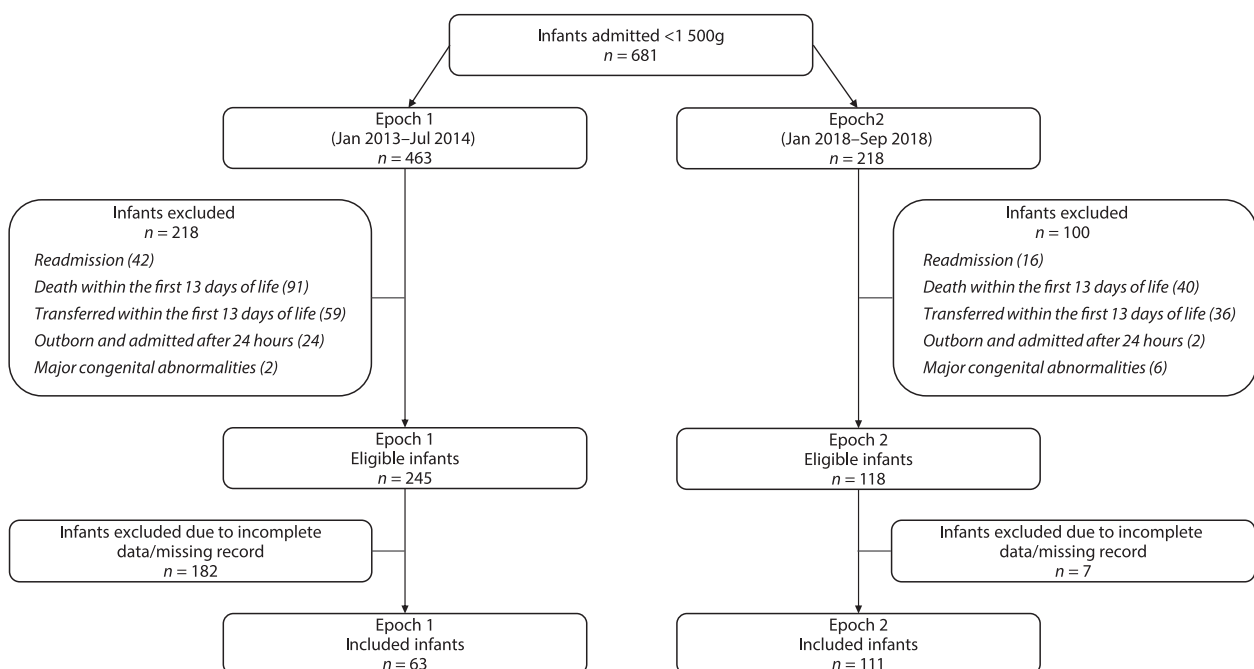 Infants admitted <1 500g
n = 681
Epoch 1
(Jan 2013–Jul 2014)
n = 463
Epoch2
(Jan 2018–Sep 2018)
n = 218
Infants excluded
n = 218
Readmission (42)
Death within the first 13 days of life (91)
Transferred within the first 13 days of life (59)
Outborn and admitted after 24 hours (24)
Major congenital abnormalities (2)
Infants excluded
n = 100
Readmission (16)
Death within the first 13 days of life (40)
Transferred within the first 13 days of life (36)
Outborn and admitted after 24 hours (2)
Major congenital abnormalities (6)
Epoch 1
Eligible infants
n = 245
Epoch 2
Eligible infants
n = 118
Infants excluded due to incomplete
data/missing record
n = 182
Infants excluded due to incomplete
data/missing record
n = 7
Epoch 1
Included infants
n = 63
Epoch 2
Included infants
n = 111